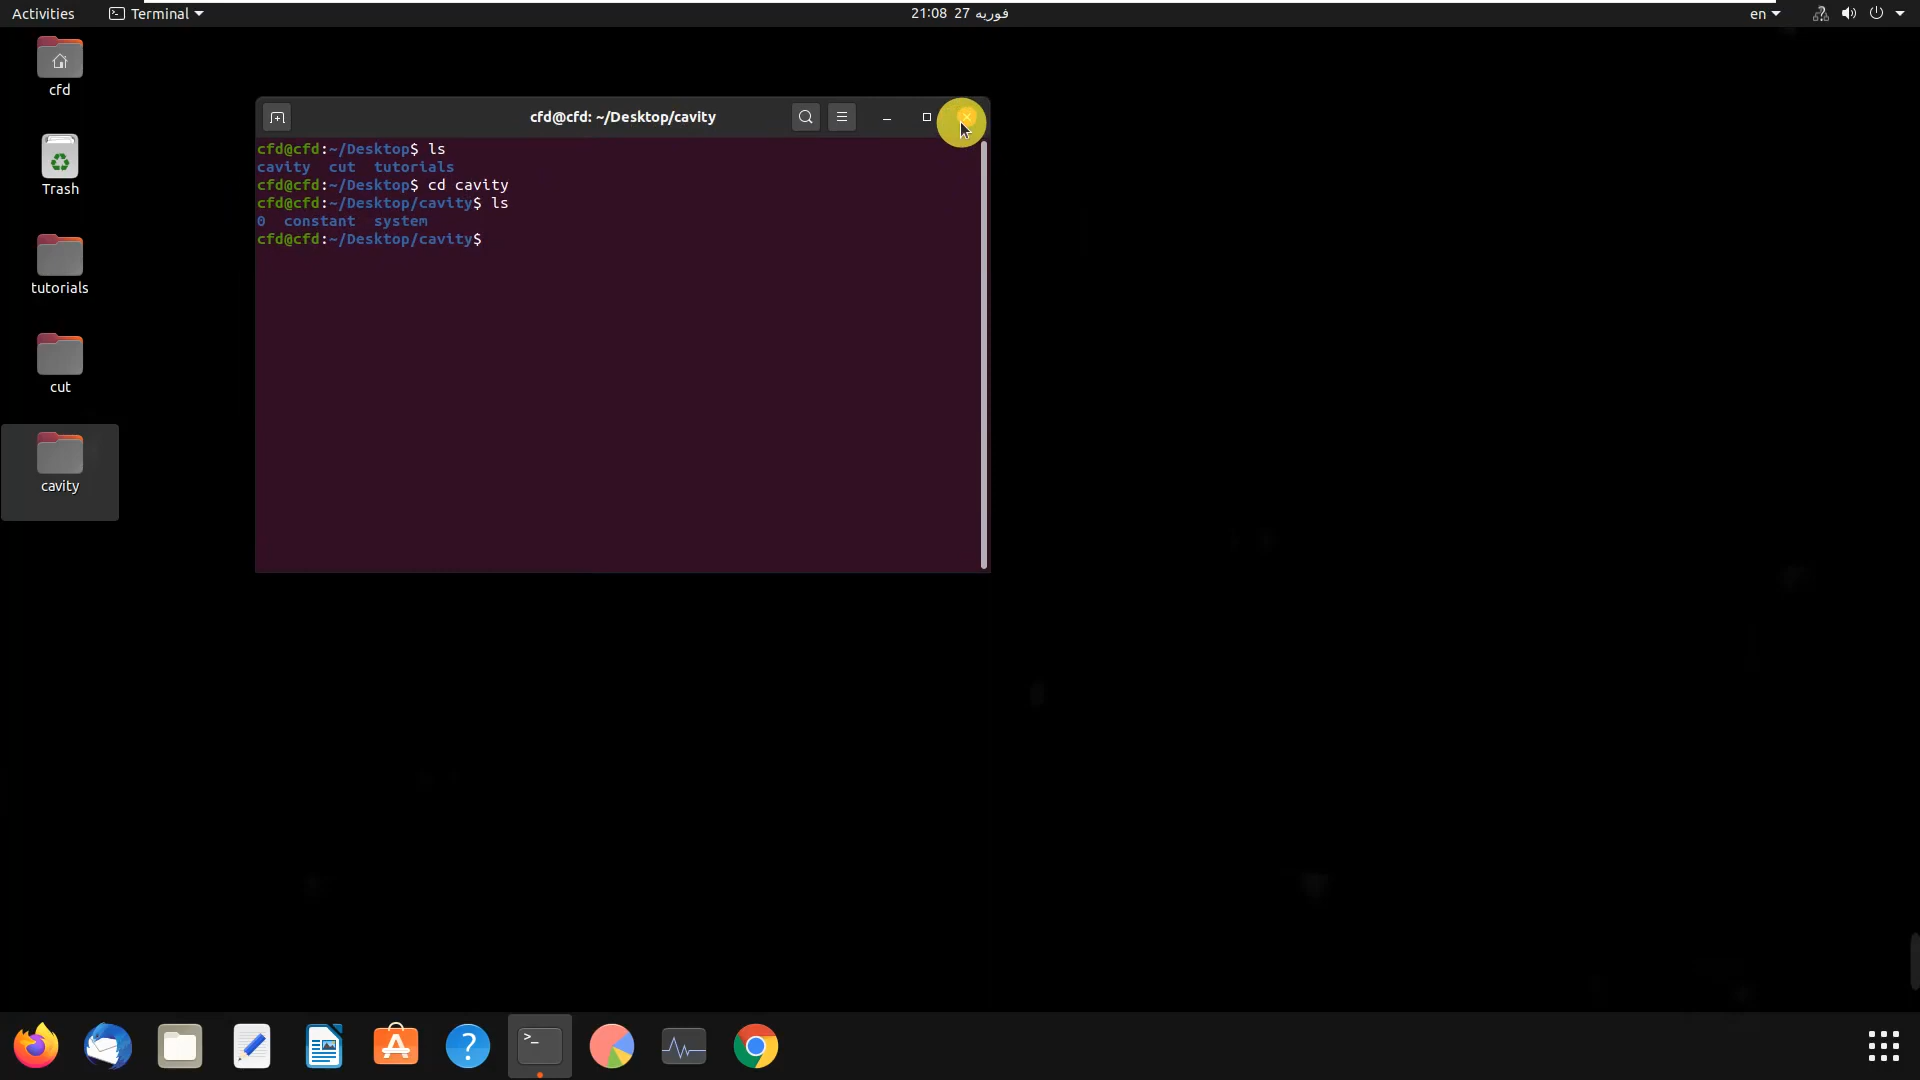 Activities
Terminal
21:08 27 فوریه
en
cfd
Trash
tutorials
cut
cavity
cfd@cfd: ~/Desktop/cavity
cfd@cfd:~/Desktop$ ls
cavity cut tutorials
cfd@cfd:~/Desktop$ cd cavity
cfd@cfd:~/Desktop/cavity$ ls
0 constant system
cfd@cfd:~/Desktop/cavity$